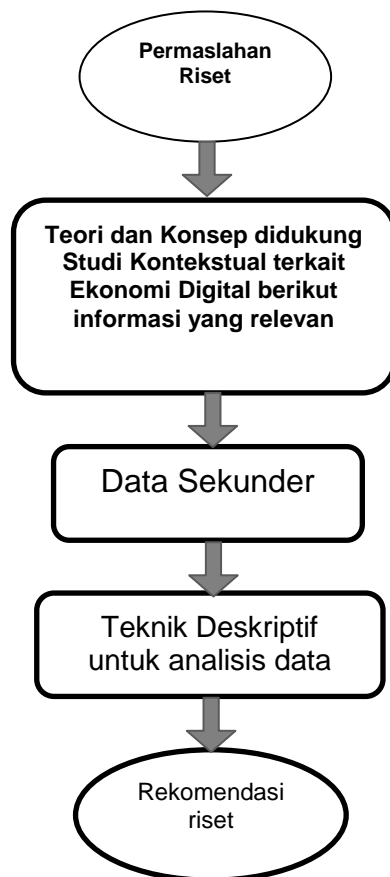 Permaslahan
Riset
Teori dan Konsep didukung
Studi Kontekstual terkait
Ekonomi Digital berikut
informasi yang relevan
Data Sekunder
Teknik Deskriptif
untuk analisis data
Rekomendasi
riset